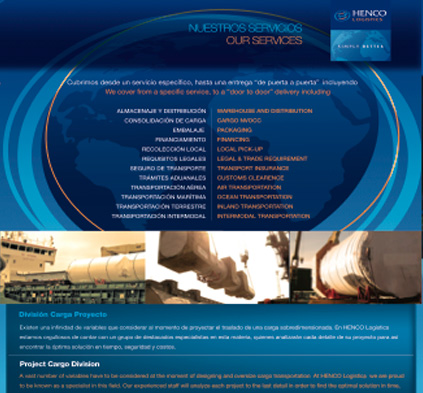 NUESTROS SERVICIOS
OUR SERVICES
HENCO
LOGISTICS
SIMPLY BETTER
Cubrimos desde un servicio específico, hasta una entrega "de puerta a puerta" incluyendo
We cover from a specific service, to a "door to door" delivery including
ALMACENAJE Y DISTRIBUCIÓN WAREHOUSE AND DISTRIBUTION
CONSOLIDACIÓN DE CARGA CARGO NVOCC
EMBALAJE PACKAGING
FINANCIAMIENTO FINANCING
RECOLECCIÓN LOCAL LOCAL PICK-UP
REQUISITOS LEGALES LEGAL & TRADE REQUIREMENT
SEGURO DE TRANSPORTE TRANSPORT INSURANCE
TRÁMITES ADUANALES CUSTOMS CLEARENCE
TRANSPORTACIÓN AÉREA AIR TRANSPORTATION
TRANSPORTACIÓN MARÍTIMA OCEAN TRANSPORTATION
TRANSPORTACIÓN TERRESTRE INLAND TRANSPORTATION
TRANSPORTACIÓN INTERMODAL INTERMODAL TRANSPORTATION
División Carga Proyecto
Existen una infinidad de variables que considerar al momento de proyectar el traslado de una carga sobredimensionada. En HENCO Logistics
estamos orgullosos de contar con un grupo de destacados especialistas en esta materia, quienes analizarán cada detalle de su proyecto para así
encontrar la óptima solución en tiempo, seguridad y costos.
Project Cargo Division
A vast number of variables have to be considered at the moment of designing and oversize cargo transportation. At HENCO Logistics we are proud
to be known as a specialist in this field. Our experienced staff will analyze each project to the last detail in order to find the optimal solution in time,